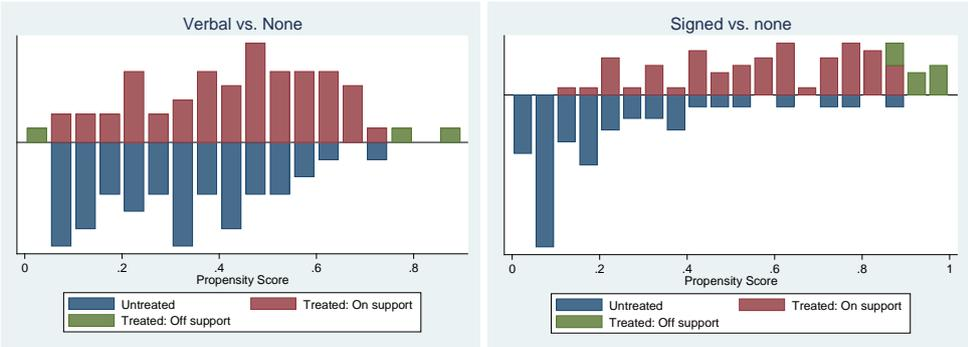 Verbal vs. None
0 .2 .4 .6 .8
Propensity Score
Untreated Treated: On support
Treated: Off support
Signed vs. none
0 .2 .4 .6 .8 1
Propensity Score
Untreated Treated: On support
Treated: Off support